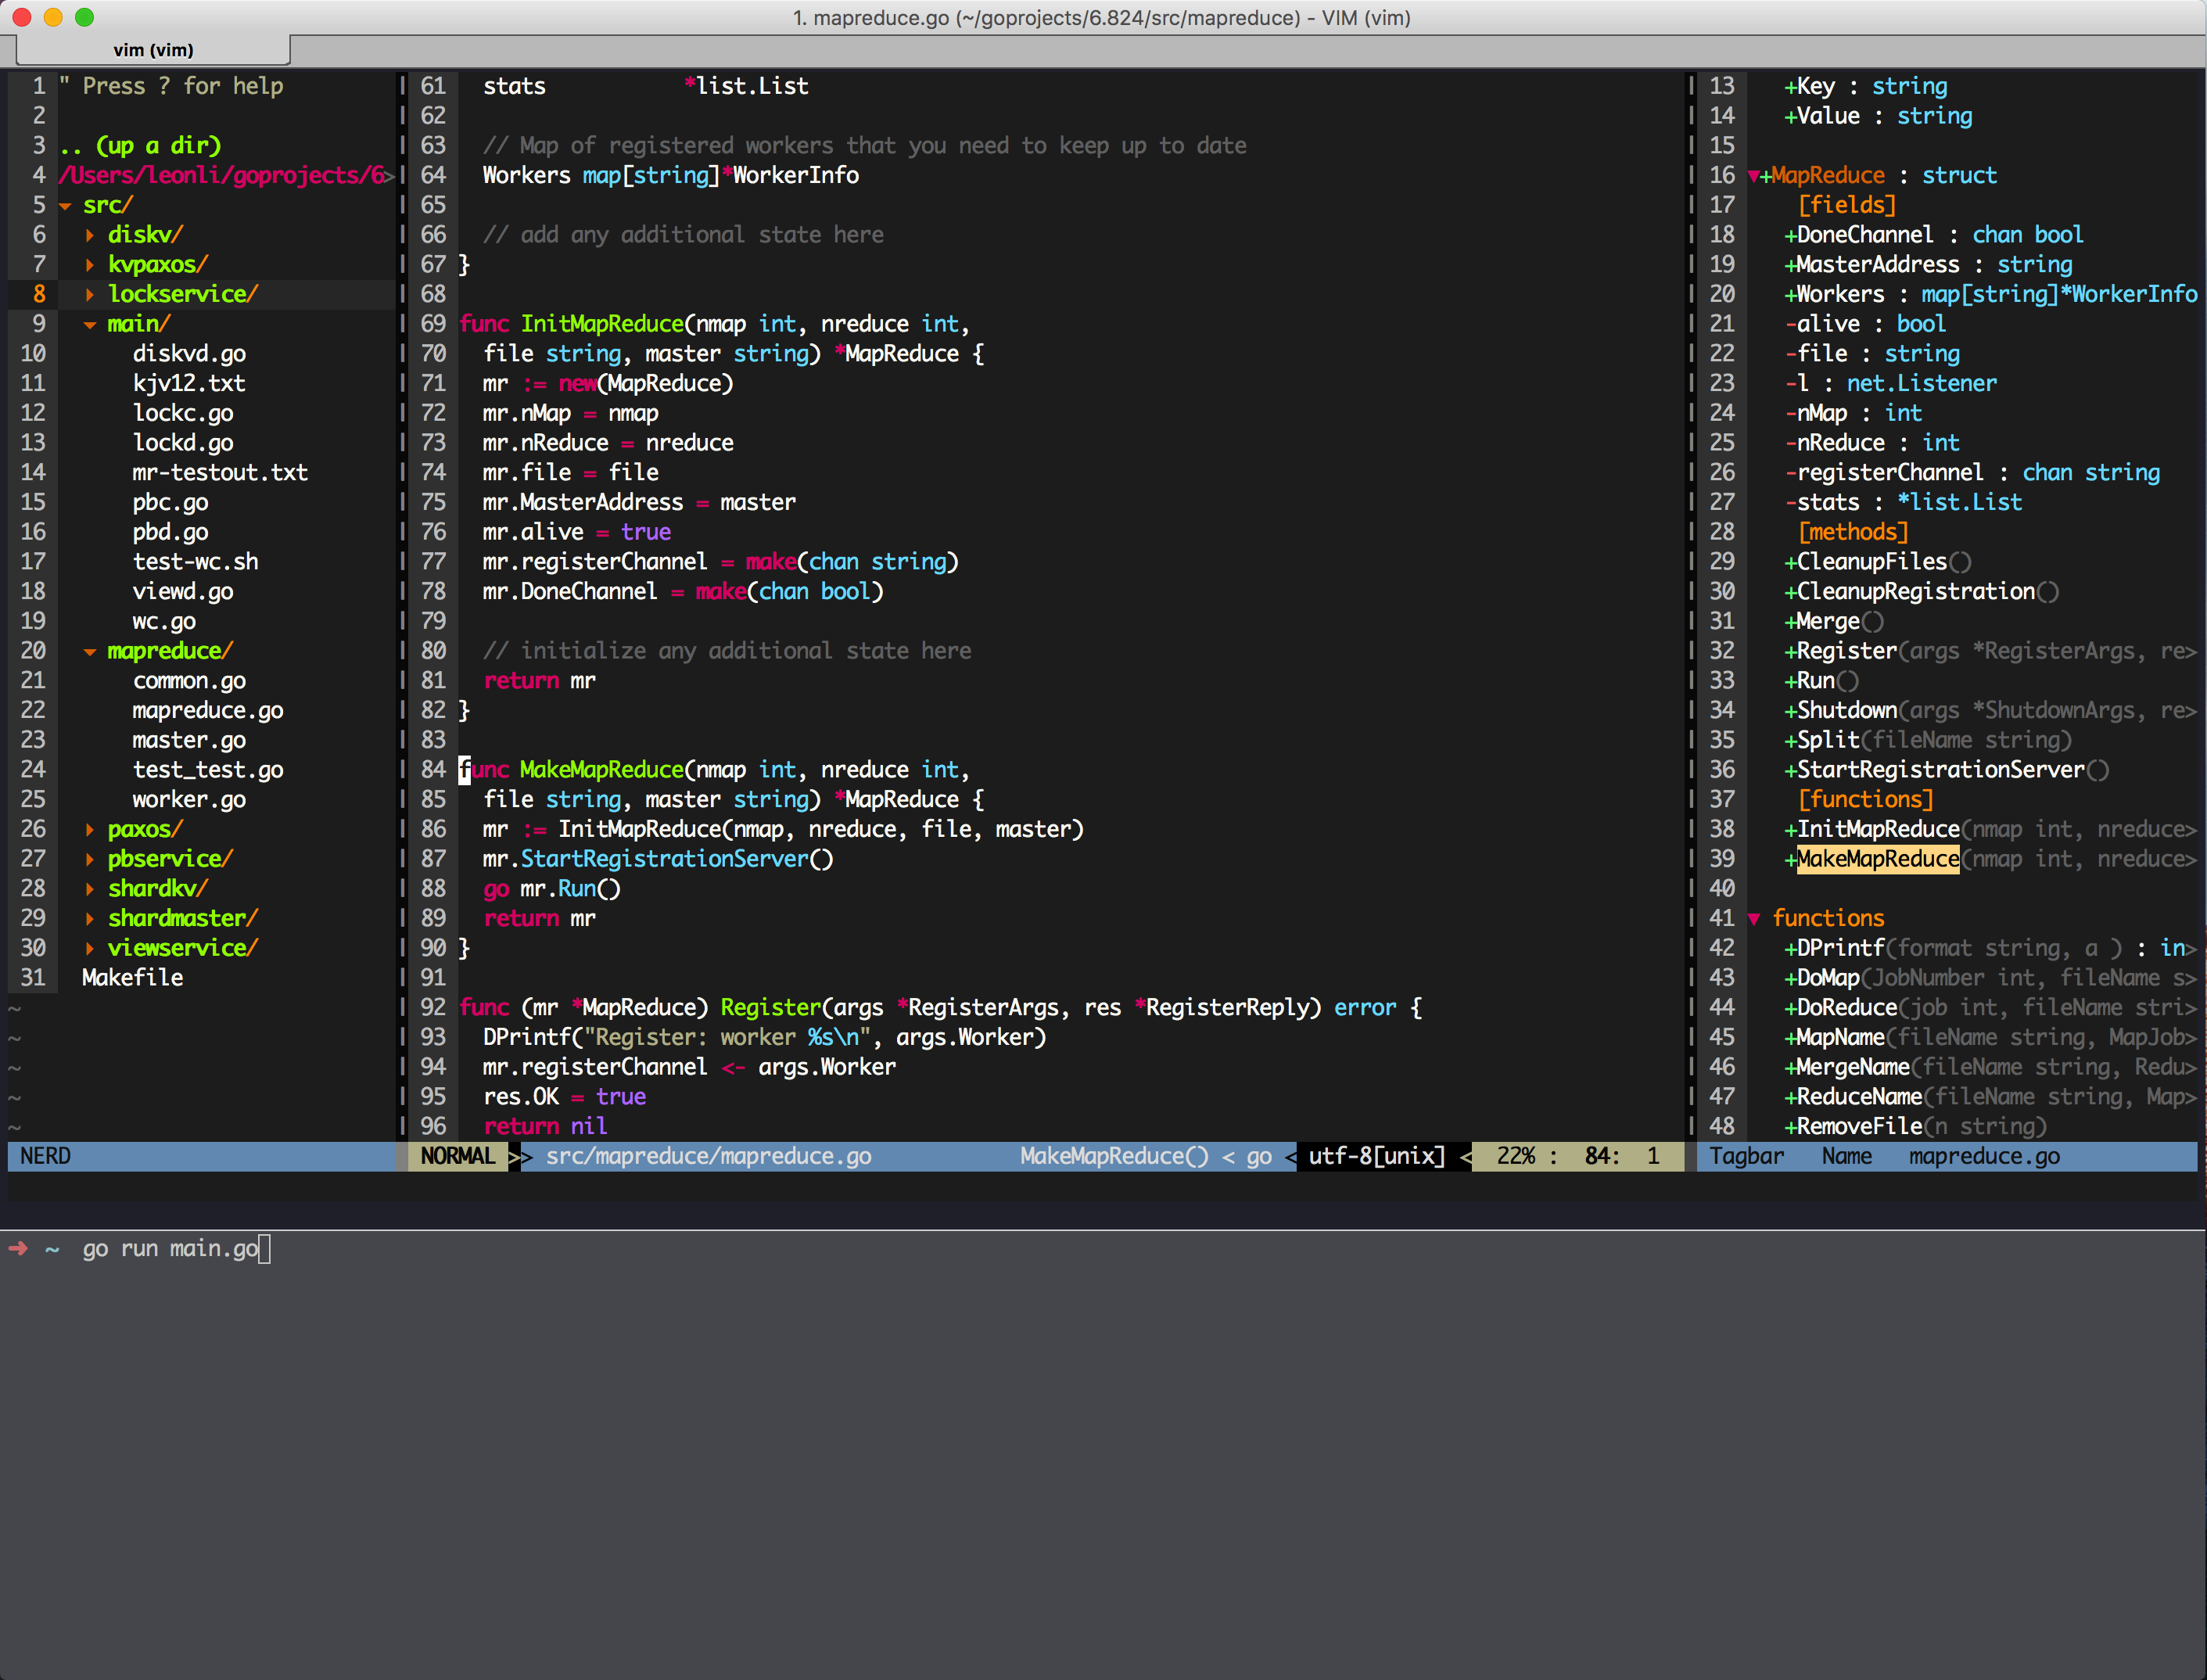 1. mapreduce.go (~/goprojects/6.824/src/mapreduce) - VIM (vim)
vim (vim)
1 " Press ? for help
2
3 .. (up a dir)
4 /Users/leonli/goprojects/6>
5 ▾ src/
6 ▸ diskv/
7 ▸ kvpaxos/
8 ▸ lockservice/
9 ▾ main/
10 diskvd.go
11 kjv12.txt
12 lockc.go
13 lockd.go
14 mr-testout.txt
15 pbc.go
16 pbd.go
17 test-wc.sh
18 viewd.go
19 wc.go
20 ▾ mapreduce/
21 common.go
22 mapreduce.go
23 master.go
24 test_test.go
25 worker.go
26 ▸ paxos/
27 ▸ pbservice/
28 ▸ shardkv/
29 ▸ shardmaster/
30 ▸ viewservice/
31 Makefile
~
~
~
~
~
NERD
61 stats *list.List
62
63 // Map of registered workers that you need to keep up to date
64 Workers map[string]*WorkerInfo
65
66 // add any additional state here
67 }
68
69 func InitMapReduce(nmap int, nreduce int,
70 file string, master string) *MapReduce {
71 mr := new(MapReduce)
72 mr.nMap = nmap
73 mr.nReduce = nreduce
74 mr.file = file
75 mr.MasterAddress = master
76 mr.alive = true
77 mr.registerChannel = make(chan string)
78 mr.DoneChannel = make(chan bool)
79
80 // initialize any additional state here
81 return mr
82 }
83
84 func MakeMapReduce(nmap int, nreduce int,
85 file string, master string) *MapReduce {
86 mr := InitMapReduce(nmap, nreduce, file, master)
87 mr.StartRegistrationServer()
88 go mr.Run()
89 return mr
90 }
91
92 func (mr *MapReduce) Register(args *RegisterArgs, res *RegisterReply) error {
93 DPrintf("Register: worker %s\n", args.Worker)
94 mr.registerChannel <- args.Worker
95 res.OK = true
96 return nil
NORMAL >> src/mapreduce/mapreduce.go MakeMapReduce() < go < utf-8[unix] < 22% : 84: 1
13 +Key : string
14 +Value : string
15
16 ▼+MapReduce : struct
17 [fields]
18 +DoneChannel : chan bool
19 +MasterAddress : string
20 +Workers : map[string]*WorkerInfo
21 -alive : bool
22 -file : string
23 -l : net.Listener
24 -nMap : int
25 -nReduce : int
26 -registerChannel : chan string
27 -stats : *list.List
28 [methods]
29 +CleanupFiles()
30 +CleanupRegistration()
31 +Merge()
32 +Register(args *RegisterArgs, re>
33 +Run()
34 +Shutdown(args *ShutdownArgs, re>
35 +Split(fileName string)
36 +StartRegistrationServer()
37 [functions]
38 +InitMapReduce(nmap int, nreduce>
39 +MakeMapReduce(nmap int, nreduce>
40
41 ▼ functions
42 +DPrintf(format string, a ) : in>
43 +DoMap(JobNumber int, fileName s>
44 +DoReduce(job int, fileName stri>
45 +MapName(fileName string, MapJob>
46 +MergeName(fileName string, Redu>
47 +ReduceName(fileName string, Map>
48 +RemoveFile(n string)
Tagbar Name mapreduce.go
➜ ~ go run main.go